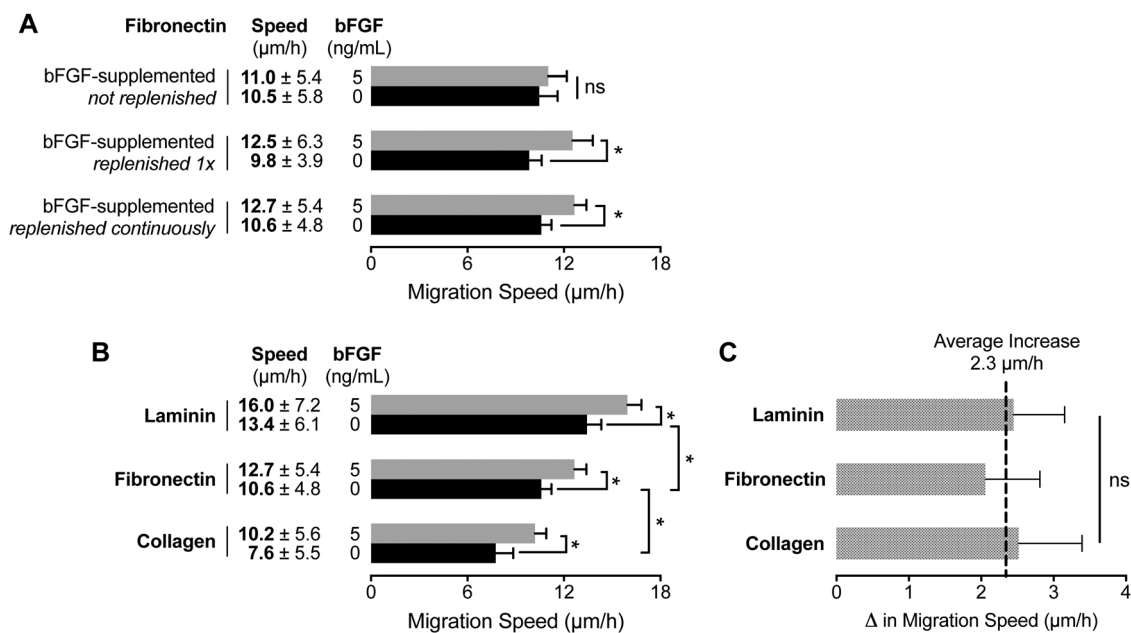 A
Fibronectin Speed bFGF
(µm/h) (ng/mL)
bFGF-supplemented 11.0 ± 5.4 5
not replenished 10.5 ± 5.8 0
ns
bFGF-supplemented 12.5 ± 6.3 5
replenished 1x 9.8 ± 3.9 0
*
bFGF-supplemented 12.7 ± 5.4 5
replenished continuously 10.6 ± 4.8 0
*
0 6 12 18
Migration Speed (µm/h)
B
Speed bFGF
(µm/h) (ng/mL)
Laminin 16.0 ± 7.2 5
13.4 ± 6.1 0
*
*
Fibronectin 12.7 ± 5.4 5
10.6 ± 4.8 0
*
*
Collagen 10.2 ± 5.6 5
7.6 ± 5.5 0
*
0 6 12 18
Migration Speed (µm/h)
C
Average Increase
2.3 µm/h
Laminin
Fibronectin
ns
Collagen
0 1 2 3 4
Δ in Migration Speed (µm/h)